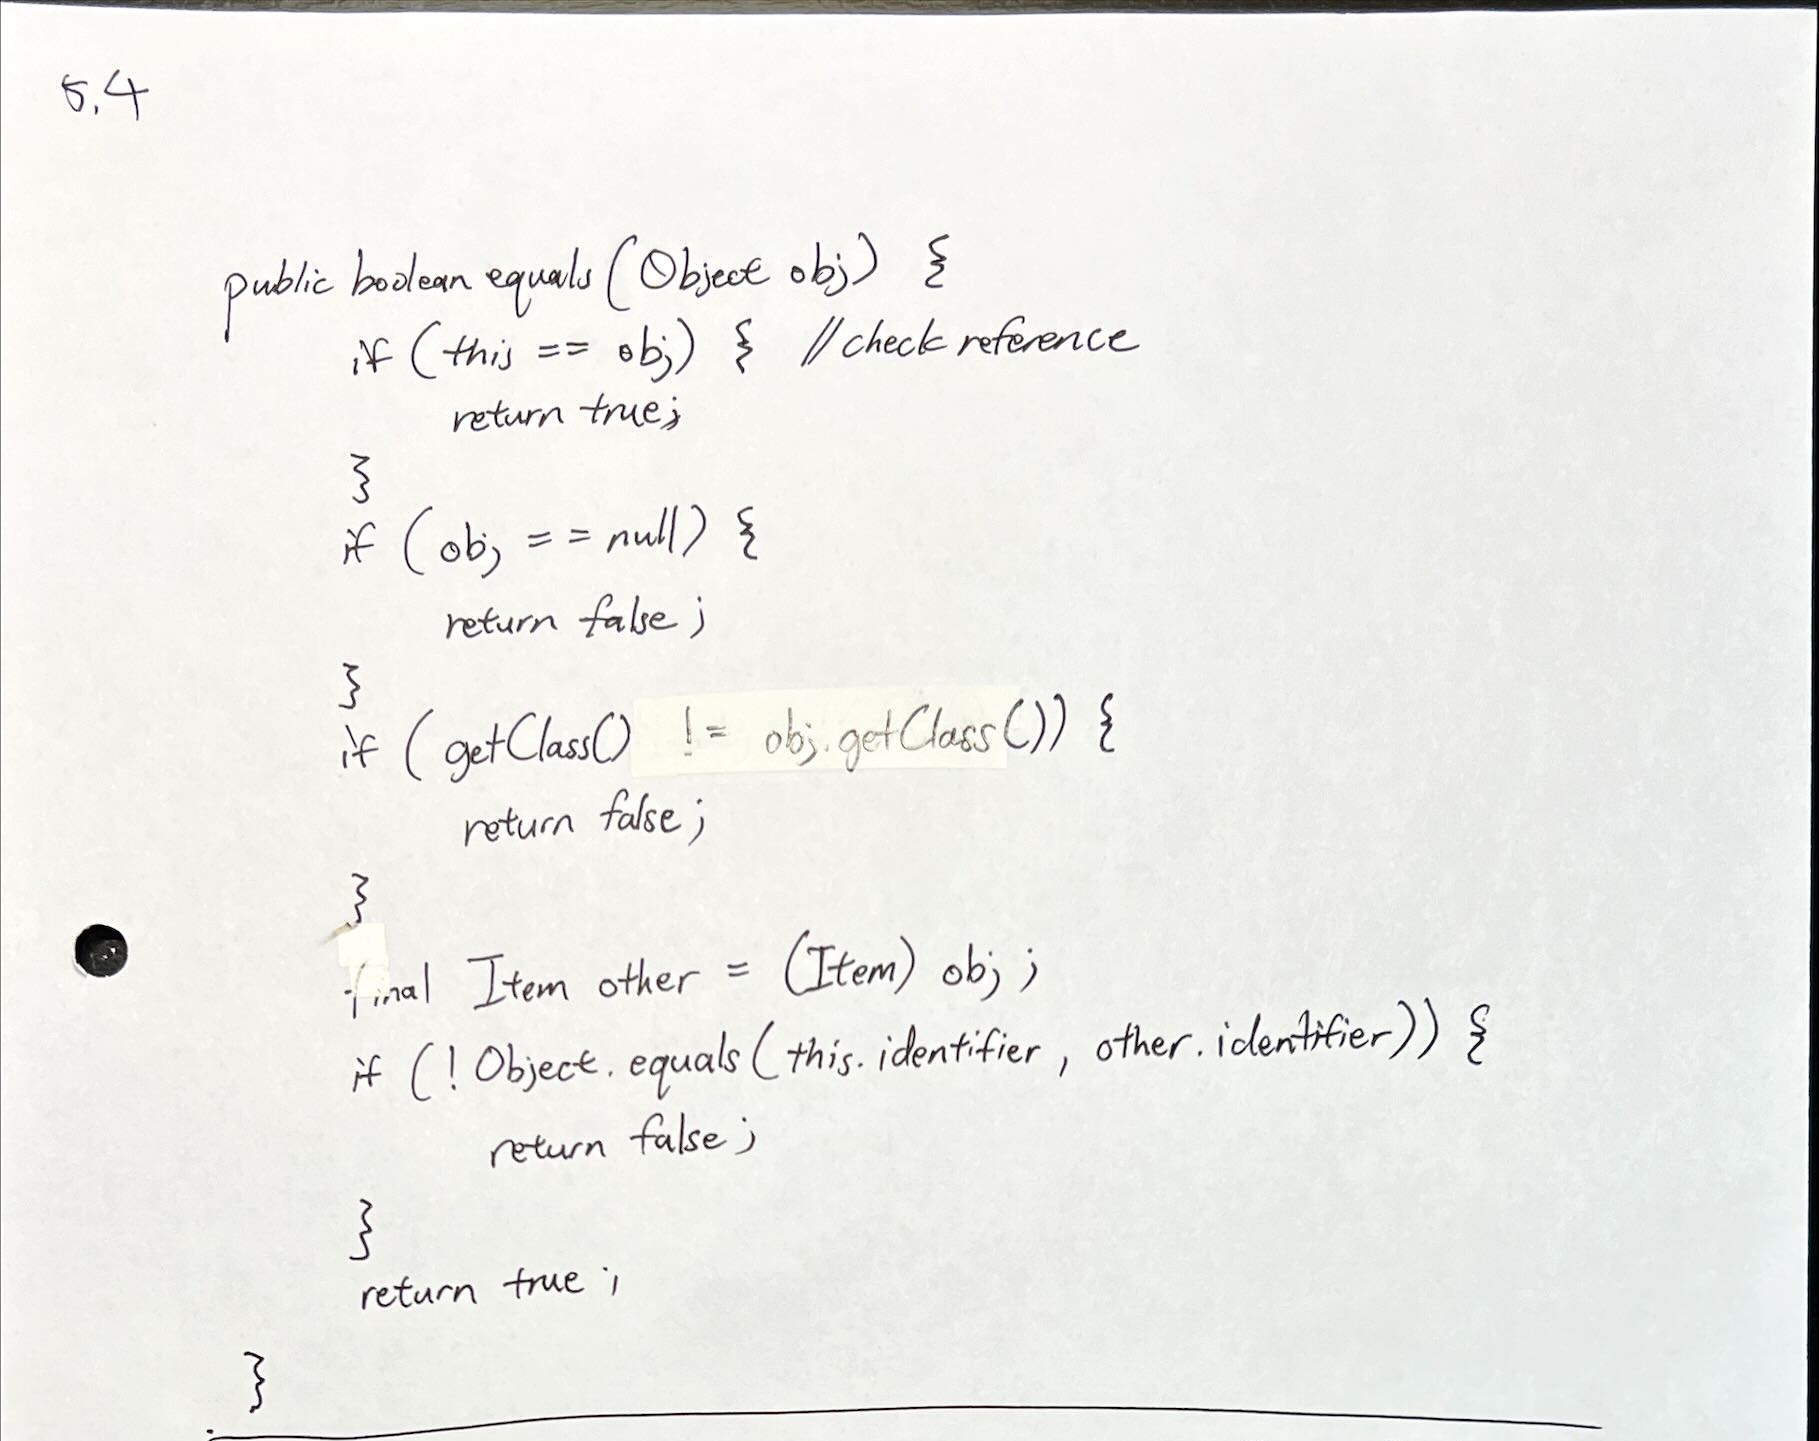 5.4
public boolean equals (Object obj) {
if (this == obj) { // check reference
return true;
}
if (obj == null) {
return false;
}
if (getClass() != obj.getClass()) {
return false;
}
final Item other = (Item) obj;
if (! Object.equals (this.identifier, other.identifier)) {
return false;
}
return true;
}